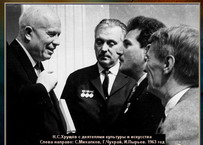 Н.С.Хрущев с деятелями культуры и искусства
Слева направо: С.Михалков, Г.Чухрай, И.Пырьев. 1963 год